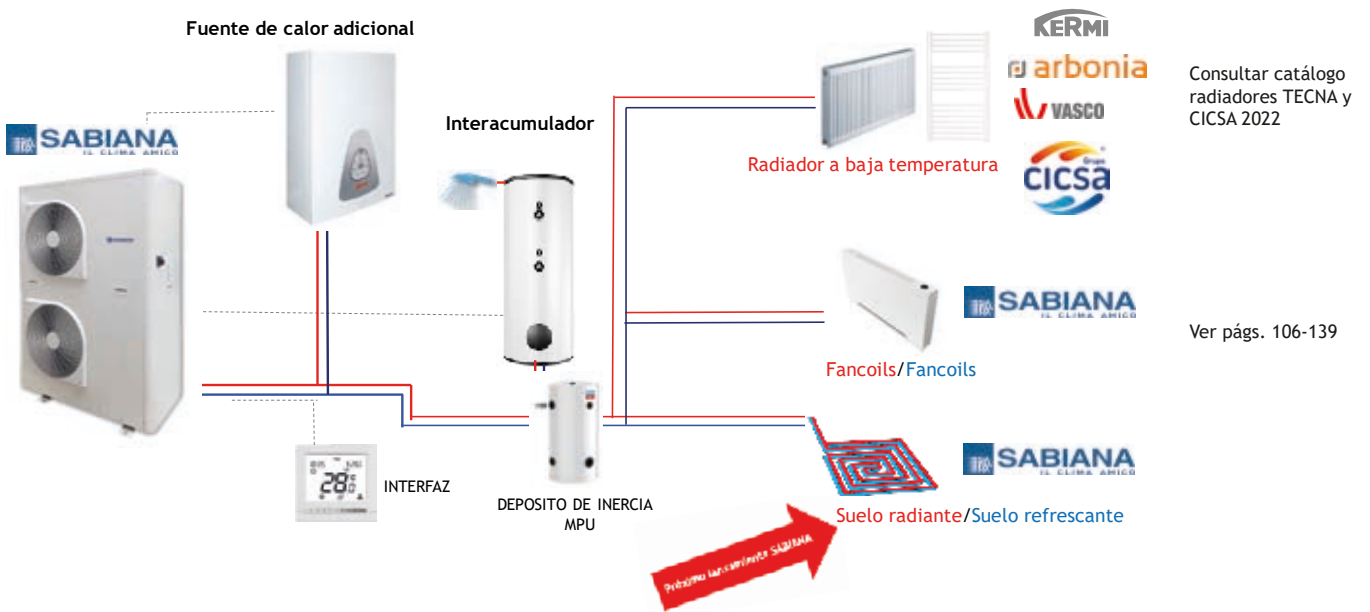 Fuente de calor adicional
SABIANA
IL CLIMA AMICO
Interacumulador
KERMI
arbonia
VASCO
Grupo
CICSA
Consultar catálogo
radiadores TECNA y
CICSA 2022
Radiador a baja temperatura
SABIANA
IL CLIMA AMICO
Ver págs. 106-139
Fancoils/Fancoils
28
INTERFAZ
DEPOSITO DE INERCIA
MPU
SABIANA
IL CLIMA AMICO
Suelo radiante/Suelo refrescante
Próximo lanzamiento SABIANA